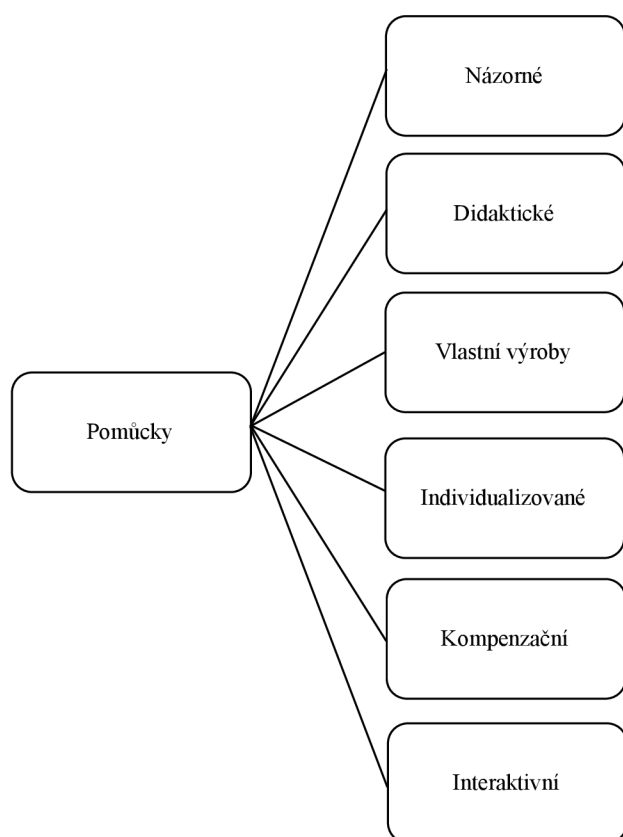 Názorné
Didaktické
Vlastní výroby
Pomůcky
Individualizované
Kompenzační
Interaktivní